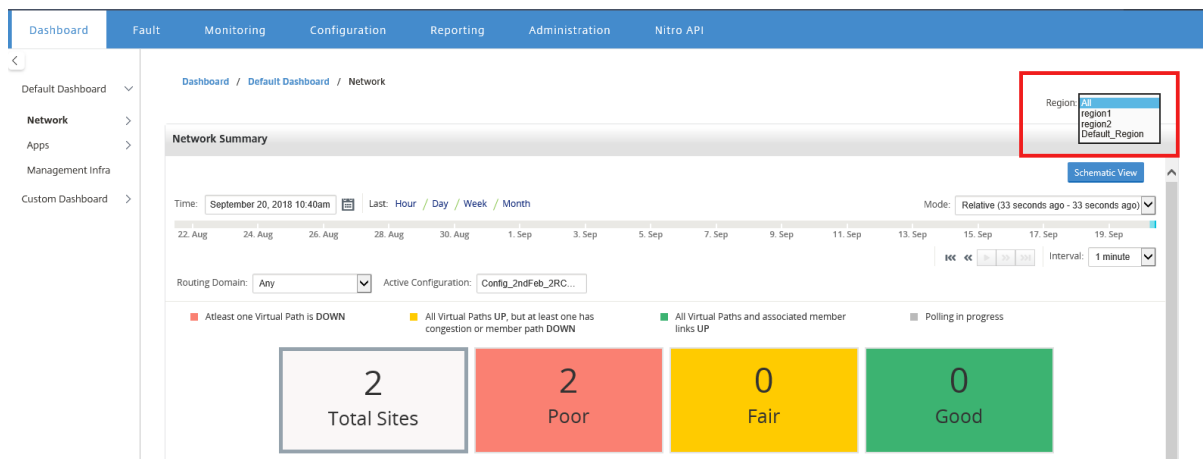 Dashboard Fault Monitoring Configuration Reporting Administration Nitro API
Default Dashboard
Network
Apps
Management Infra
Custom Dashboard
Dashboard / Default Dashboard / Network
Region: All
region1
region2
Default_Region
Network Summary
Schematic View
Time: September 20, 2018 10:40am Last: Hour / Day / Week / Month Mode: Relative (33 seconds ago - 33 seconds ago)
22. Aug 24. Aug 26. Aug 28. Aug 30. Aug 1. Sep 3. Sep 5. Sep 7. Sep 9. Sep 11. Sep 13. Sep 15. Sep 17. Sep 19. Sep
Interval: 1 minute
Routing Domain: Any Active Configuration: Config_2ndFeb_2RC...
Atleast one Virtual Path is DOWN
All Virtual Paths UP, but at least one has
congestion or member path DOWN
All Virtual Paths and associated member
links UP
Polling in progress
2
Total Sites
2
Poor
0
Fair
0
Good